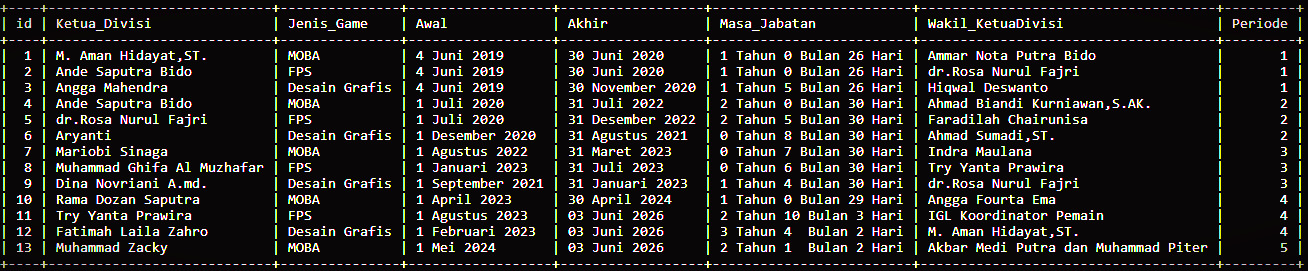 +----+----------------------------+----------------+------------------+------------------+--------------------------+--------------------------------------+---------+
| id | Ketua_Divisi | Jenis_Game | Awal | Akhir | Masa_Jabatan | Wakil_KetuaDivisi | Periode |
+----+----------------------------+----------------+------------------+------------------+--------------------------+--------------------------------------+---------+
| 1 | M. Aman Hidayat,ST. | MOBA | 4 Juni 2019 | 30 Juni 2020 | 1 Tahun 0 Bulan 26 Hari | Ammar Nota Putra Bido | 1 |
| 2 | Ande Saputra Bido | FPS | 4 Juni 2019 | 30 Juni 2020 | 1 Tahun 0 Bulan 26 Hari | dr.Rosa Nurul Fajri | 1 |
| 3 | Angga Mahendra | Desain Grafis | 4 Juni 2019 | 30 November 2020 | 1 Tahun 5 Bulan 26 Hari | Hiqwal Deswanto | 1 |
| 4 | Ande Saputra Bido | MOBA | 1 Juli 2020 | 31 Juli 2022 | 2 Tahun 0 Bulan 30 Hari | Ahmad Biandi Kurniawan,S.AK. | 2 |
| 5 | dr.Rosa Nurul Fajri | FPS | 1 Juli 2020 | 31 Desember 2022 | 2 Tahun 5 Bulan 30 Hari | Faradilah Chairunisa | 2 |
| 6 | Aryanti | Desain Grafis | 1 Desember 2020 | 31 Agustus 2021 | 0 Tahun 8 Bulan 30 Hari | Ahmad Sumadi,ST. | 2 |
| 7 | Mariobi Sinaga | MOBA | 1 Agustus 2022 | 31 Maret 2023 | 0 Tahun 7 Bulan 30 Hari | Indra Maulana | 3 |
| 8 | Muhammad Ghifa Al Muzhafar | FPS | 1 Januari 2023 | 31 Juli 2023 | 0 Tahun 6 Bulan 30 Hari | Try Yanta Prawira | 3 |
| 9 | Dina Novriani A.md. | Desain Grafis | 1 September 2021 | 31 Januari 2023 | 1 Tahun 4 Bulan 30 Hari | dr.Rosa Nurul Fajri | 3 |
| 10 | Rama Dozan Saputra | MOBA | 1 April 2023 | 30 April 2024 | 1 Tahun 0 Bulan 29 Hari | Angga Fourta Ema | 4 |
| 11 | Try Yanta Prawira | FPS | 1 Agustus 2023 | 03 Juni 2026 | 2 Tahun 10 Bulan 3 Hari | IGL Koordinator Pemain | 4 |
| 12 | Fatimah Laila Zahro | Desain Grafis | 1 Februari 2023 | 03 Juni 2026 | 3 Tahun 4 Bulan 2 Hari | M. Aman Hidayat,ST. | 4 |
| 13 | Muhammad Zacky | MOBA | 1 Mei 2024 | 03 Juni 2026 | 2 Tahun 1 Bulan 2 Hari | Akbar Medi Putra dan Muhammad Piter | 5 |
+----+----------------------------+----------------+------------------+------------------+--------------------------+--------------------------------------+---------+